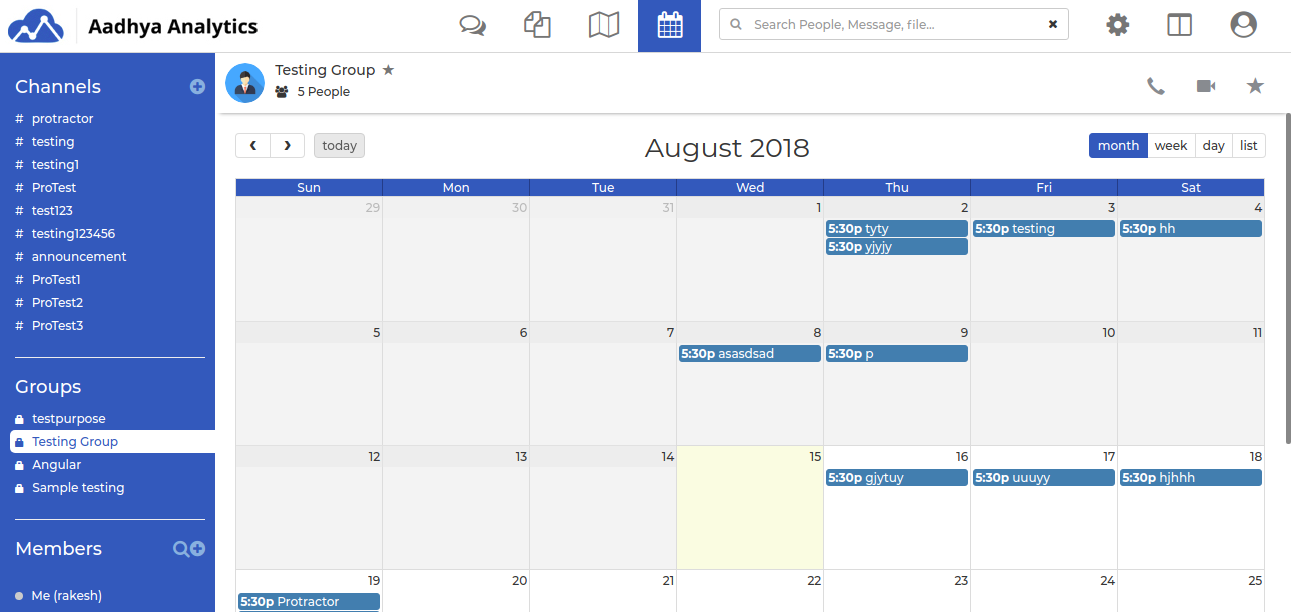 Aadhya Analytics
Search People, Message, file...
Channels
# protractor
# testing
# testing1
# ProTest
# test123
# testing123456
# announcement
# ProTest1
# ProTest2
# ProTest3
Groups
testpurpose
Testing Group
Angular
Sample testing
Members
Me (rakesh)
Testing Group
5 People
today
August 2018
month week day list
Sun Mon Tue Wed Thu Fri Sat
29 30 31 1 2 3 4
5:30p tyty 5:30p testing 5:30p hh
5:30p yjyjy
5 6 7 8 9 10 11
5:30p asasdsad 5:30p p
12 13 14 15 16 17 18
5:30p gjytuy 5:30p uuuyy 5:30p hjhhh
19 20 21 22 23 24 25
5:30p Protractor